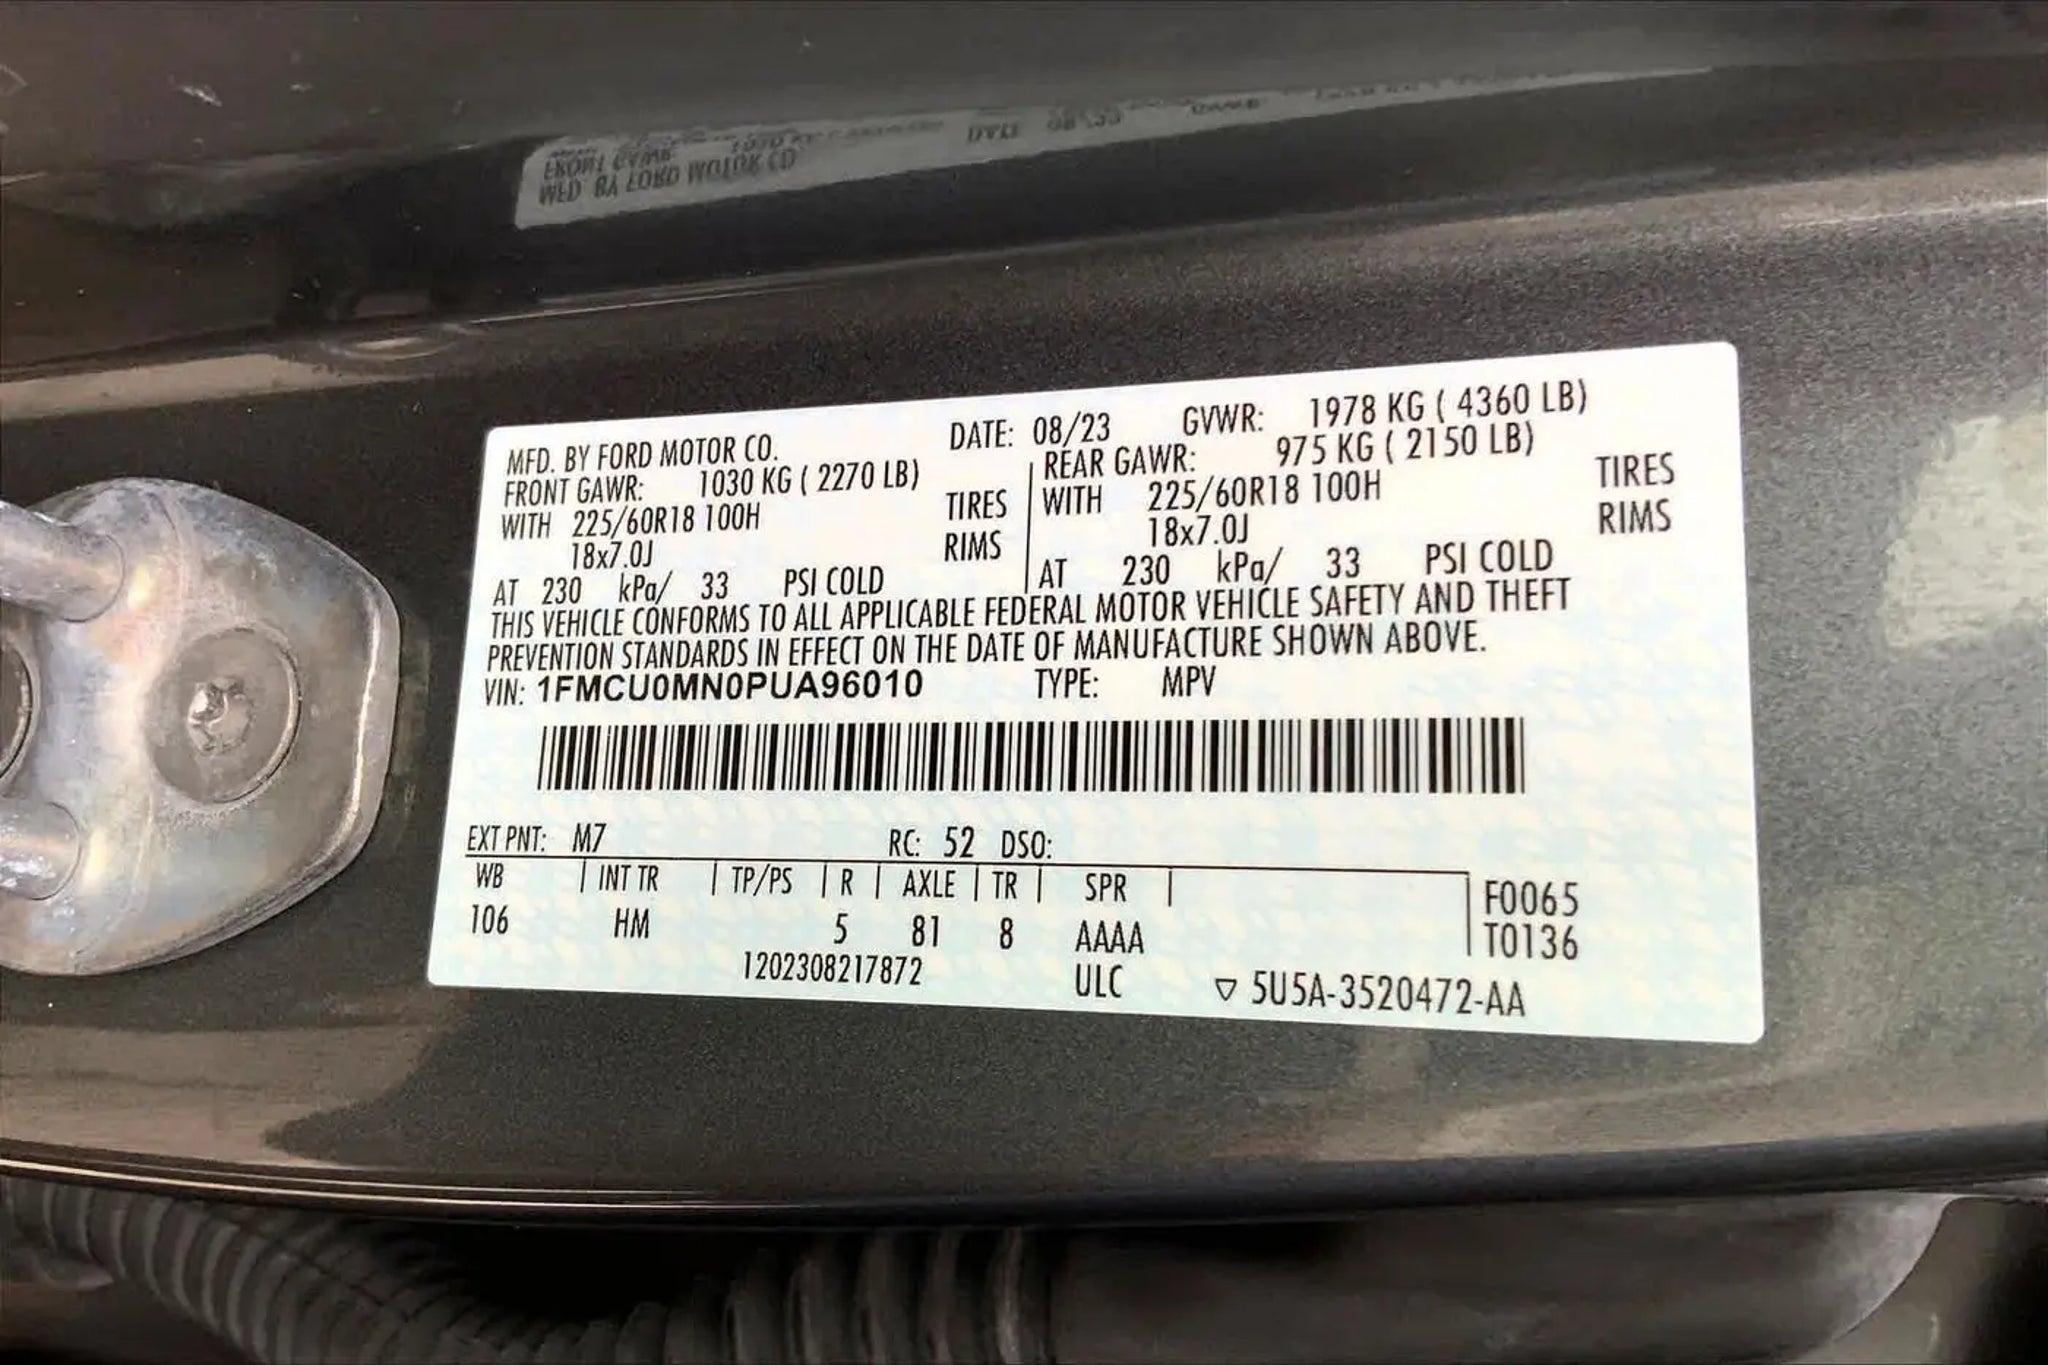 MFD. BY FORD MOTOR CO. DATE: 08/23 GVWR: 1978 KG ( 4360 LB)
FRONT GAWR: 1030 KG ( 2270 LB) REAR GAWR: 975 KG ( 2150 LB)
WITH 225/60R18 100H TIRES WITH 225/60R18 100H TIRES
18x7.0J RIMS 18x7.0J RIMS
AT 230 kPa/ 33 PSI COLD AT 230 kPa/ 33 PSI COLD
THIS VEHICLE CONFORMS TO ALL APPLICABLE FEDERAL MOTOR VEHICLE SAFETY AND THEFT
PREVENTION STANDARDS IN EFFECT ON THE DATE OF MANUFACTURE SHOWN ABOVE.
VIN: 1FMCU0MN0PUA96010 TYPE: MPV
EXT PNT: M7 RC: 52 DSO:
WB INT TR TP/PS R AXLE TR SPR F0065
106 HM 5 81 8 AAAA T0136
1202308217872 ULC ▽ 5U5A-3520472-AA